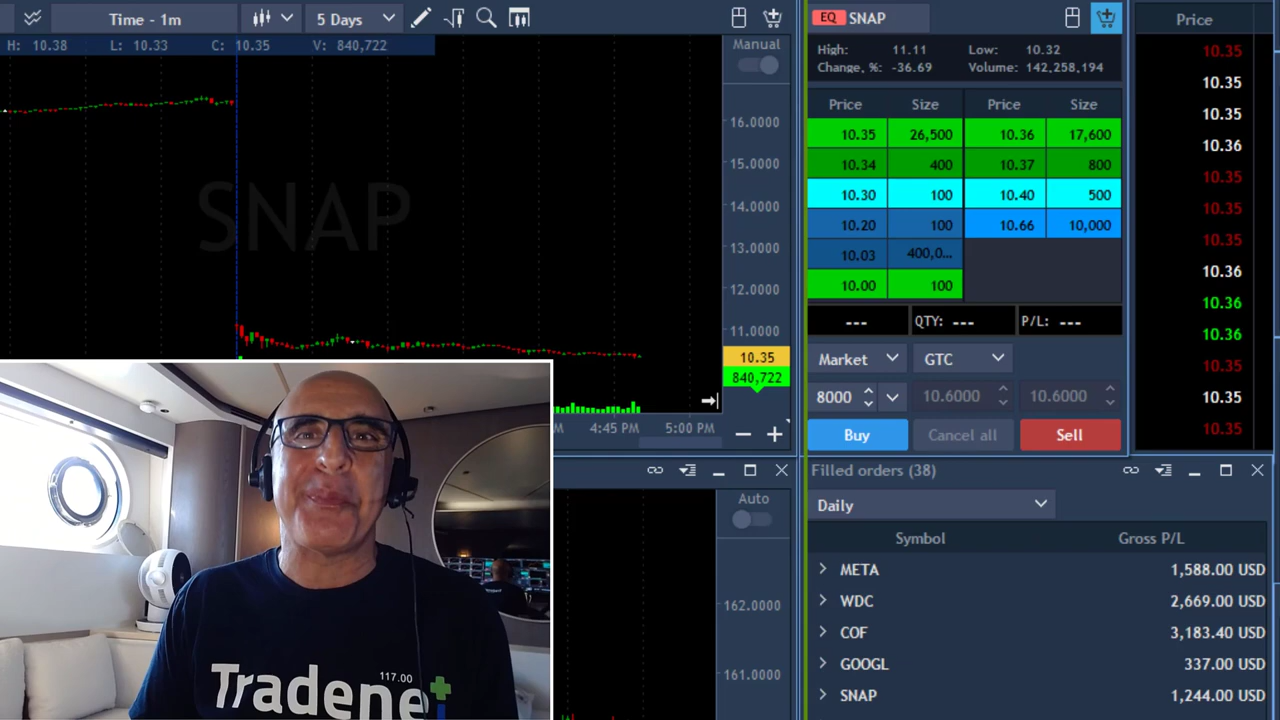 Time - 1m
5 Days
H: 10.38 L: 10.33 C: 10.35 V: 840,722
Manual
SNAP
16.0000
15.0000
14.0000
13.0000
12.0000
11.0000
10.35
840,722
4:45 PM 5:00 PM
Auto
162.0000
161.0000
117.00
Tradenet
EQ SNAP
High: 11.11 Low: 10.32
Change, %: -36.69 Volume: 142,258,194
Price Size Price Size
10.35 26,500 10.36 17,600
10.34 400 10.37 800
10.30 100 10.40 500
10.20 100 10.66 10,000
10.03 400,0...
10.00 100
--- QTY: --- P/L: ---
Market GTC
8000 10.6000 10.6000
Buy Cancel all Sell
Filled orders (38)
Daily
Symbol Gross P/L
META 1,588.00 USD
WDC 2,669.00 USD
COF 3,183.40 USD
GOOGL 337.00 USD
SNAP 1,244.00 USD
Price
10.35
10.35
10.35
10.36
10.35
10.35
10.35
10.36
10.36
10.36
10.35
10.35
10.35